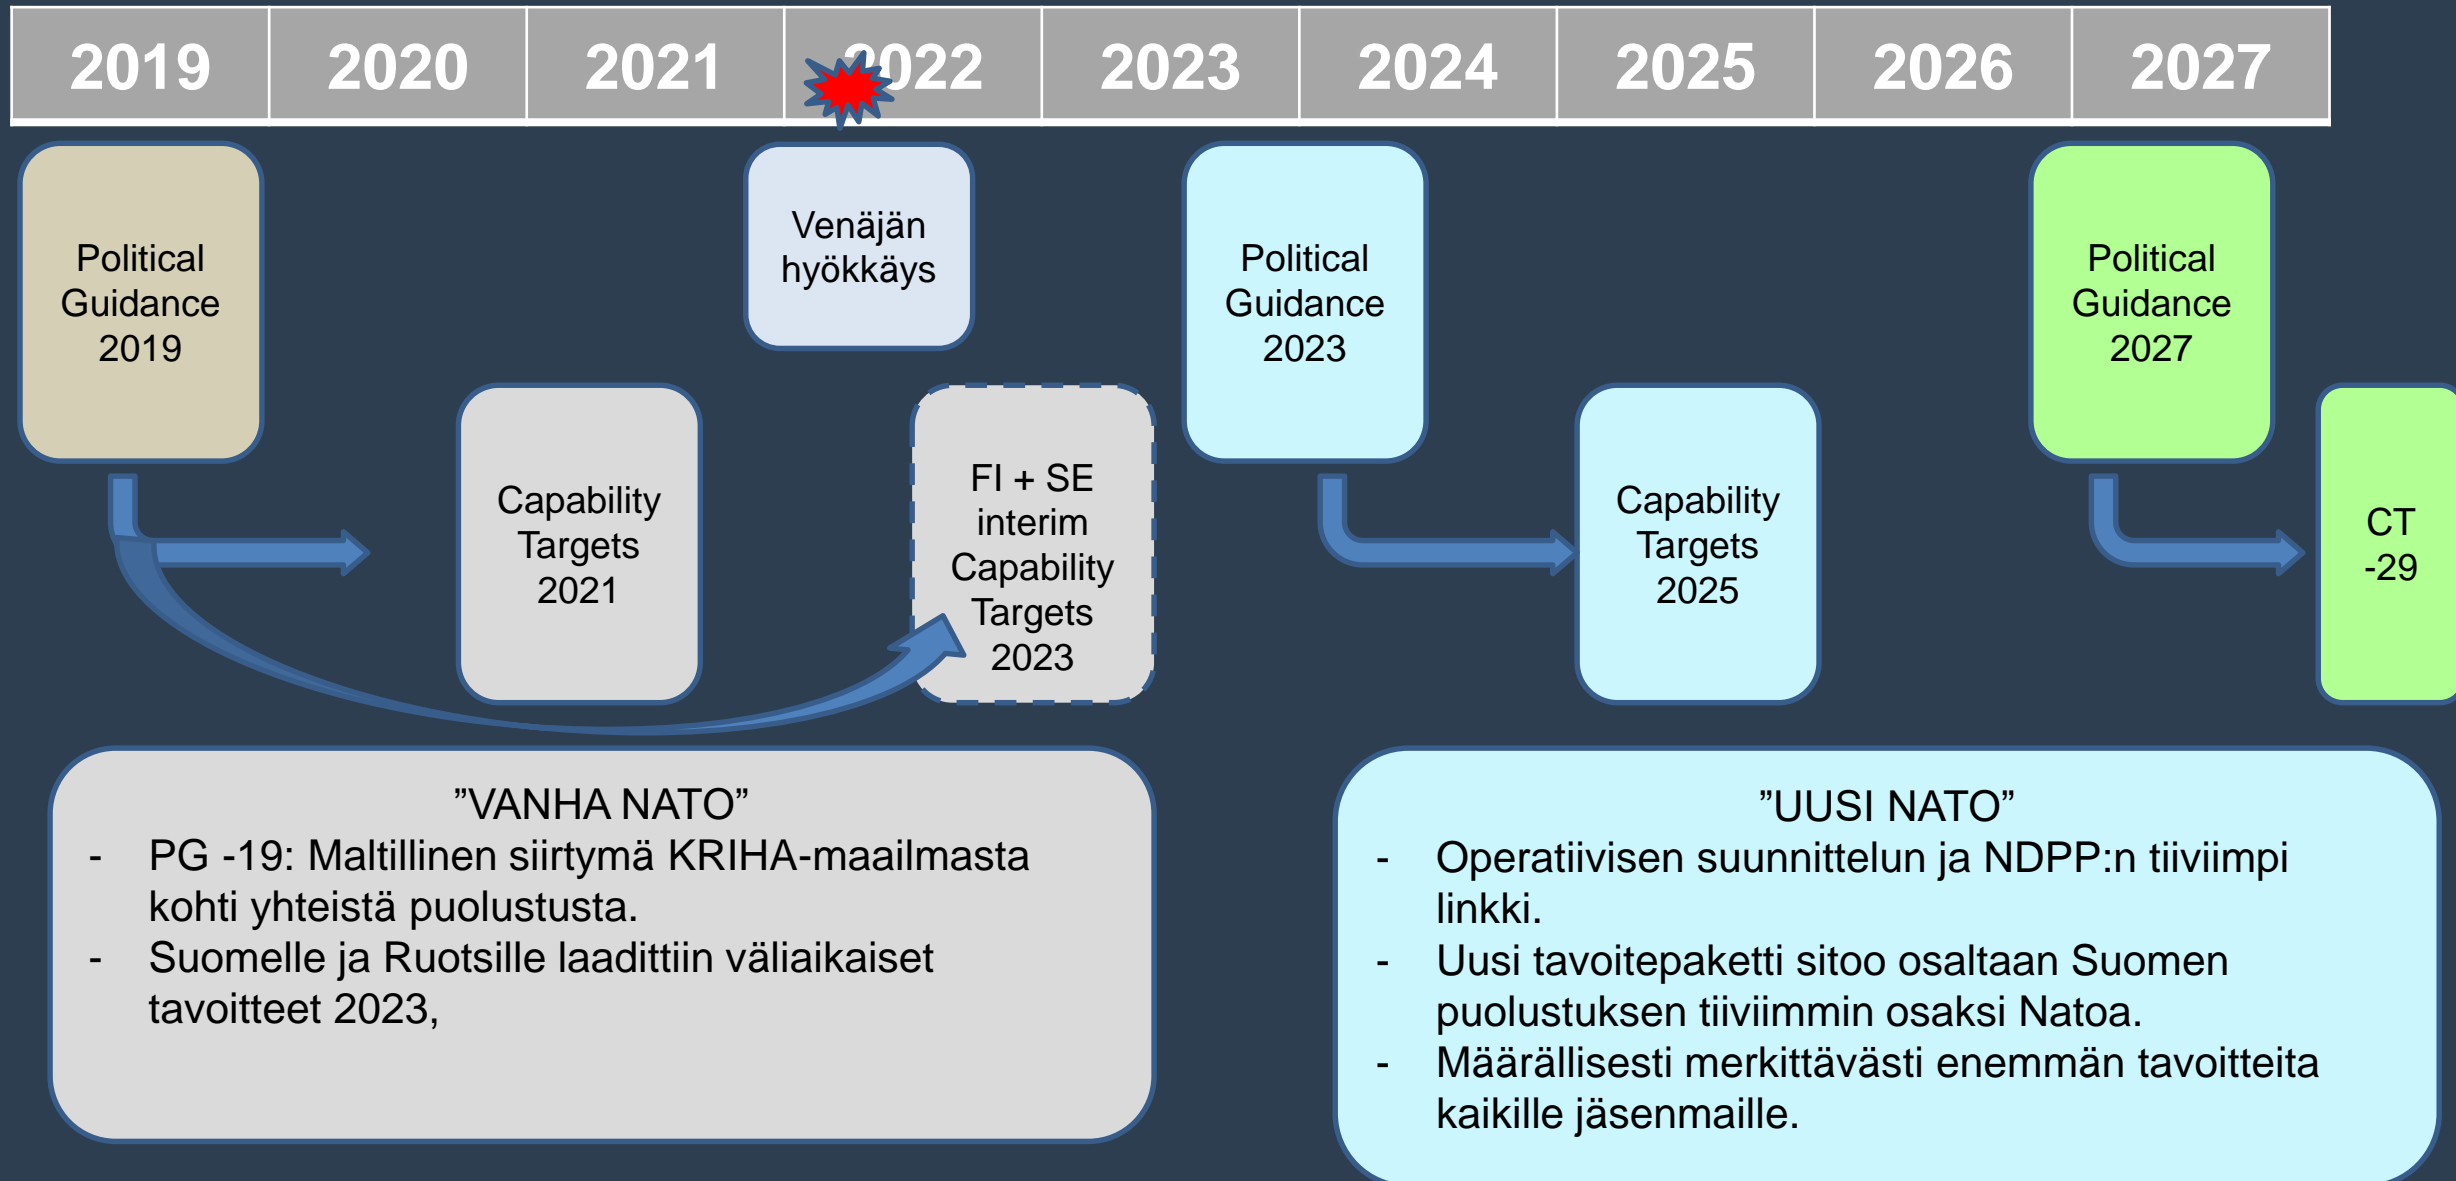 2019 2020 2021 2022 2023 2024 2025 2026 2027
Political
Guidance
2019
Venäjän
hyökkäys
Political
Guidance
2023
Political
Guidance
2027
Capability
Targets
2021
FI + SE
interim
Capability
Targets
2023
Capability
Targets
2025
CT
-29
”VANHA NATO”
- PG -19: Maltillinen siirtymä KRIHA-maailmasta
kohti yhteistä puolustusta.
- Suomelle ja Ruotsille laadittiin väliaikaiset
tavoitteet 2023,
”UUSI NATO”
- Operatiivisen suunnittelun ja NDPP:n tiiviimpi
linkki.
- Uusi tavoitepaketti sitoo osaltaan Suomen
puolustuksen tiiviimmin osaksi Natoa.
- Määrällisesti merkittävästi enemmän tavoitteita
kaikille jäsenmaille.